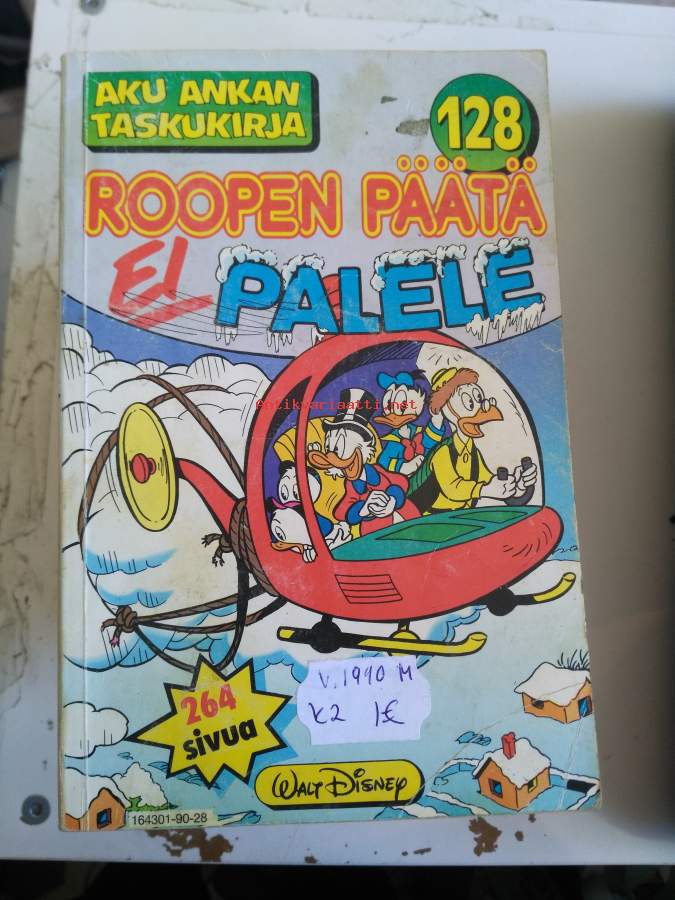 AKU ANKAN
TASKUKIRJA
128
ROOPEN PÄÄTÄ
EI PALELE
Antikvariaatti.net
264
sivua
V. 1990 M
K2 1€
WALT DISNEY
164301-90-28